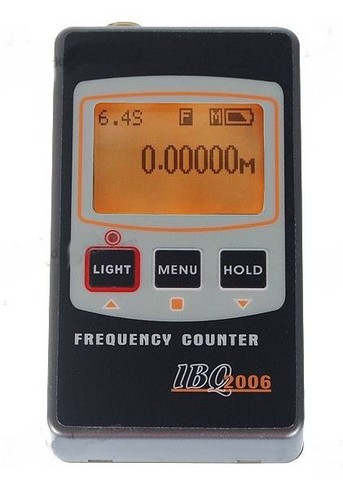 6.4S F M
0.00000M
LIGHT MENU HOLD
FREQUENCY COUNTER
IBQ2006